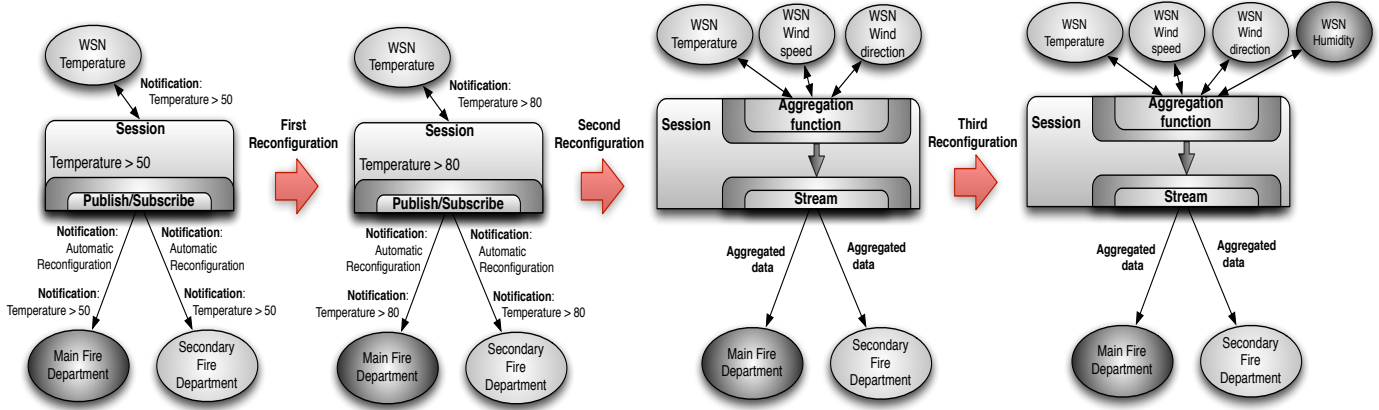 WSN
Temperature
Notification:
Temperature > 50
Session
Temperature > 50
Publish/Subscribe
Notification:
Automatic
Reconfiguration
Notification:
Automatic
Reconfiguration
Notification:
Temperature > 50
Notification:
Temperature > 50
Main Fire
Department
Secondary
Fire
Department
First
Reconfiguration
WSN
Temperature
Notification:
Temperature > 80
Session
Temperature > 80
Publish/Subscribe
Notification:
Automatic
Reconfiguration
Notification:
Automatic
Reconfiguration
Notification:
Temperature > 80
Notification:
Temperature > 80
Main Fire
Department
Secondary
Fire
Department
Second
Reconfiguration
WSN
Temperature
WSN
Wind
speed
WSN
Wind
direction
Session
Aggregation
function
Stream
Aggregated
data
Aggregated
data
Main Fire
Department
Secondary
Fire
Department
Third
Reconfiguration
WSN
Temperature
WSN
Wind
speed
WSN
Wind
direction
WSN
Humidity
Session
Aggregation
function
Stream
Aggregated
data
Aggregated
data
Main Fire
Department
Secondary
Fire
Department